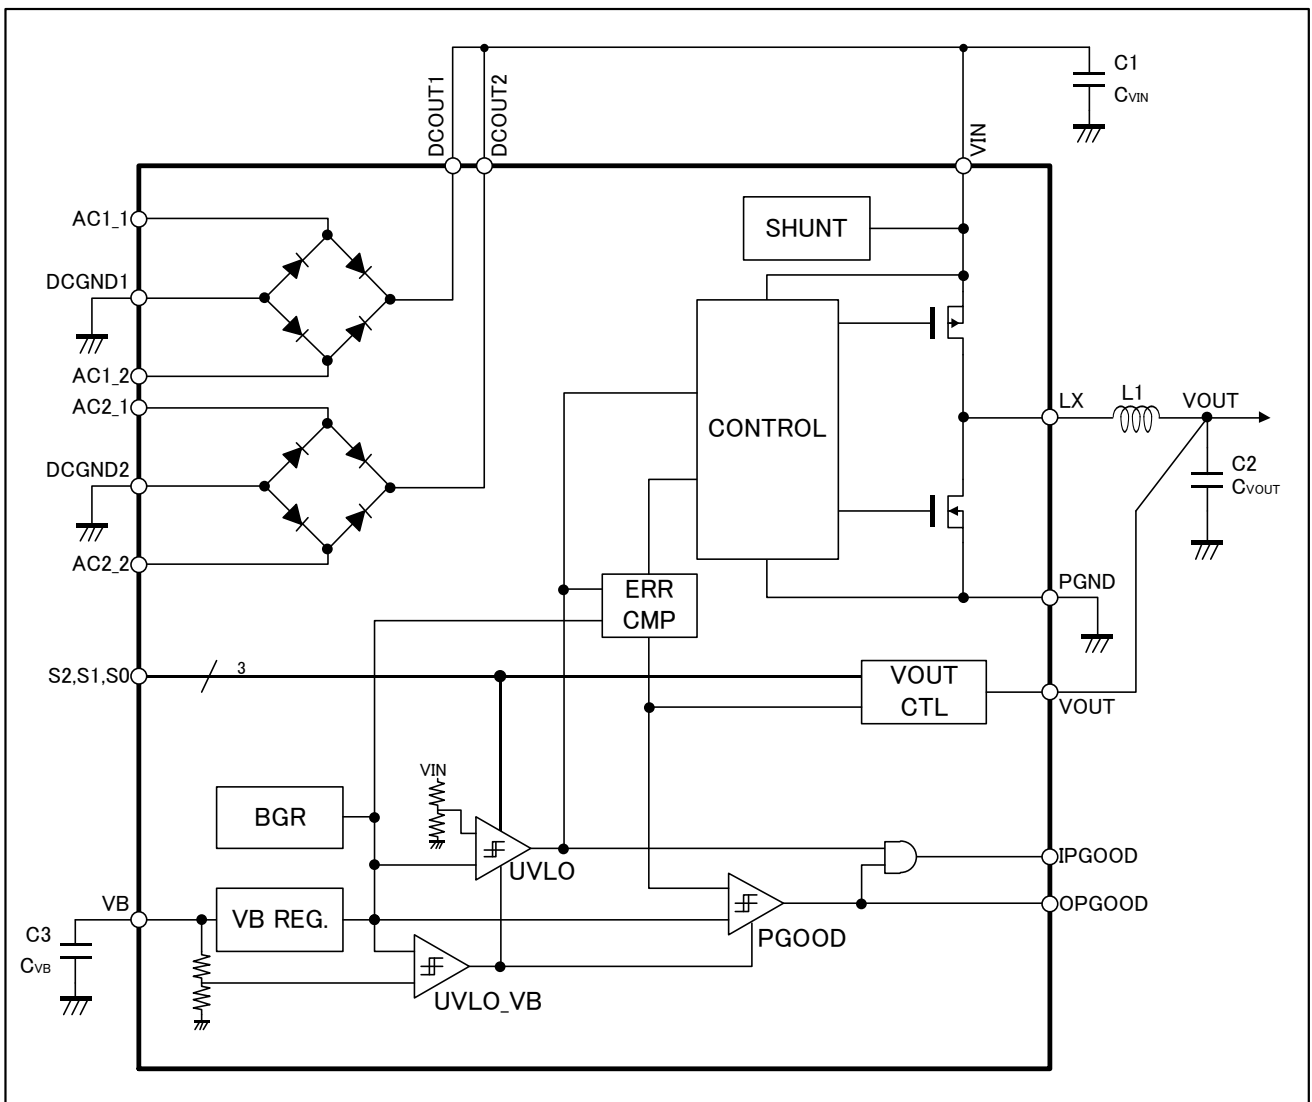 DCOUT1
DCOUT2
VIN
C1
CVIN
AC1_1
DCGND1
AC1_2
AC2_1
DCGND2
AC2_2
SHUNT
CONTROL
LX
L1
VOUT
C2
CVOUT
PGND
ERR
CMP
S2,S1,S0
3
VOUT
CTL
VOUT
VIN
BGR
UVLO
IPGOOD
VB
VB REG.
OPGOOD
PGOOD
C3
CVB
UVLO_VB